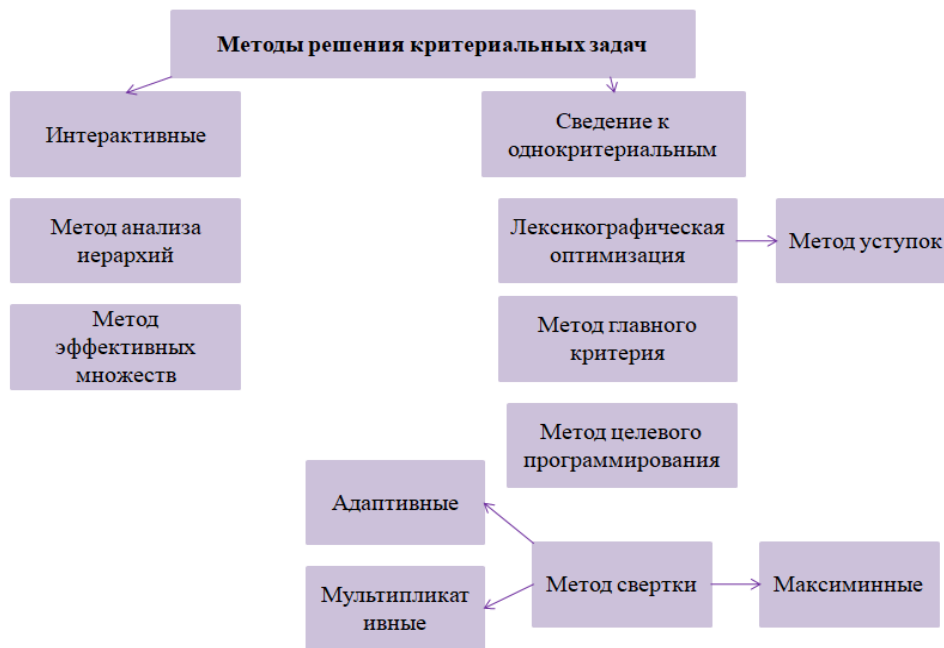 Методы решения критериальных задач
Интерактивные
Сведение к
однокритериальным
Метод анализа
иерархий
Лексикографическая
оптимизация
Метод уступок
Метод
эффективных
множеств
Метод главного
критерия
Метод целевого
программирования
Адаптивные
Метод свертки
Максиминные
Мультипликат
ивные